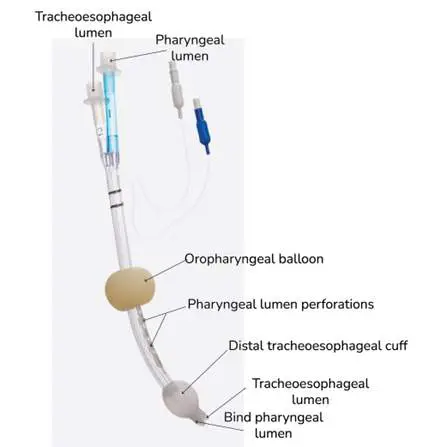 Tracheoesophageal
lumen
Pharyngeal
lumen
Oropharyngeal balloon
Pharyngeal lumen perforations
Distal tracheoesophageal cuff
Tracheoesophageal
lumen
Bind pharyngeal
lumen